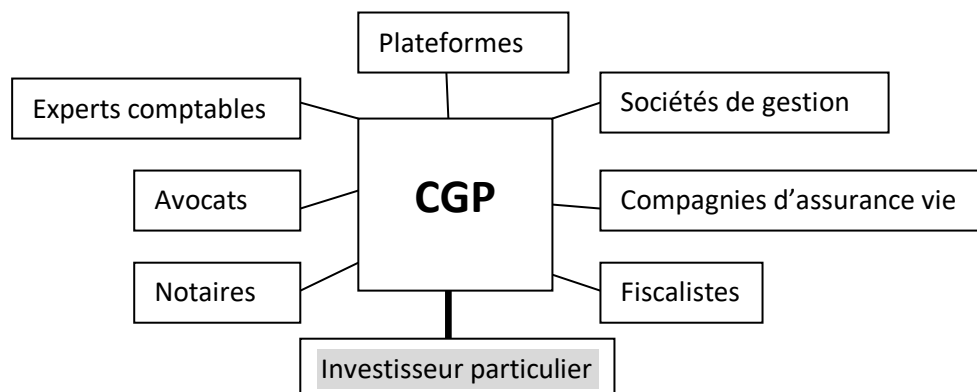 Plateformes
Experts comptables
Sociétés de gestion
CGP
Avocats
Compagnies d’assurance vie
Notaires
Fiscalistes
Investisseur particulier